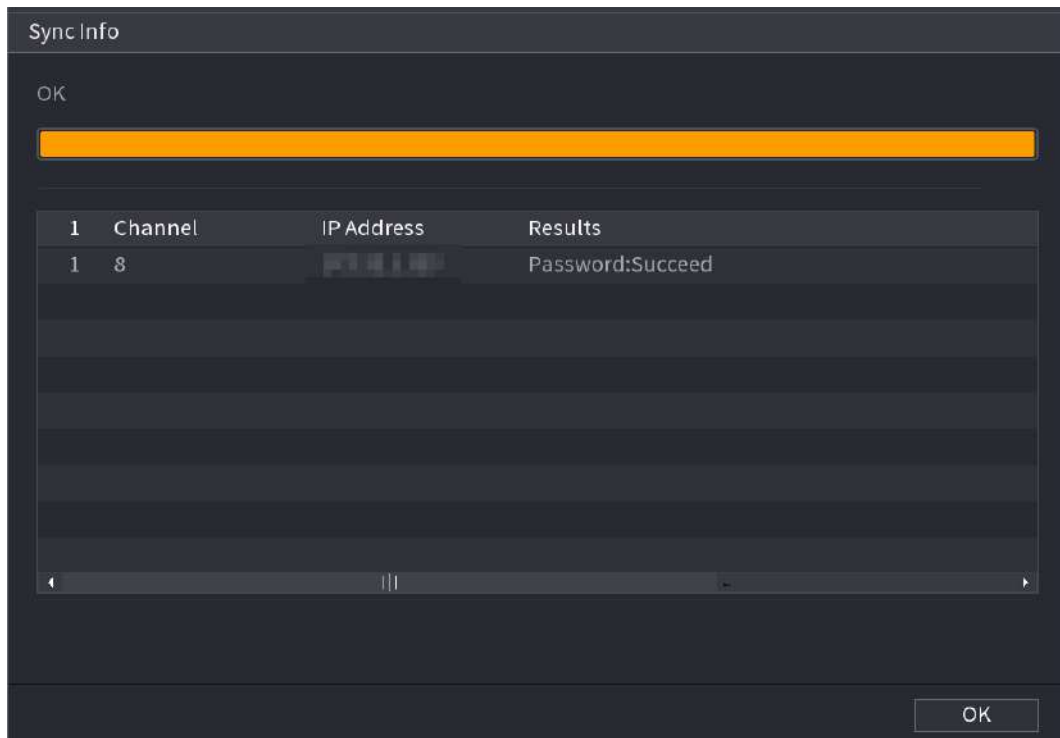 Sync Info
OK
1 Channel IP Address Results
1 8 Password:Succeed
OK